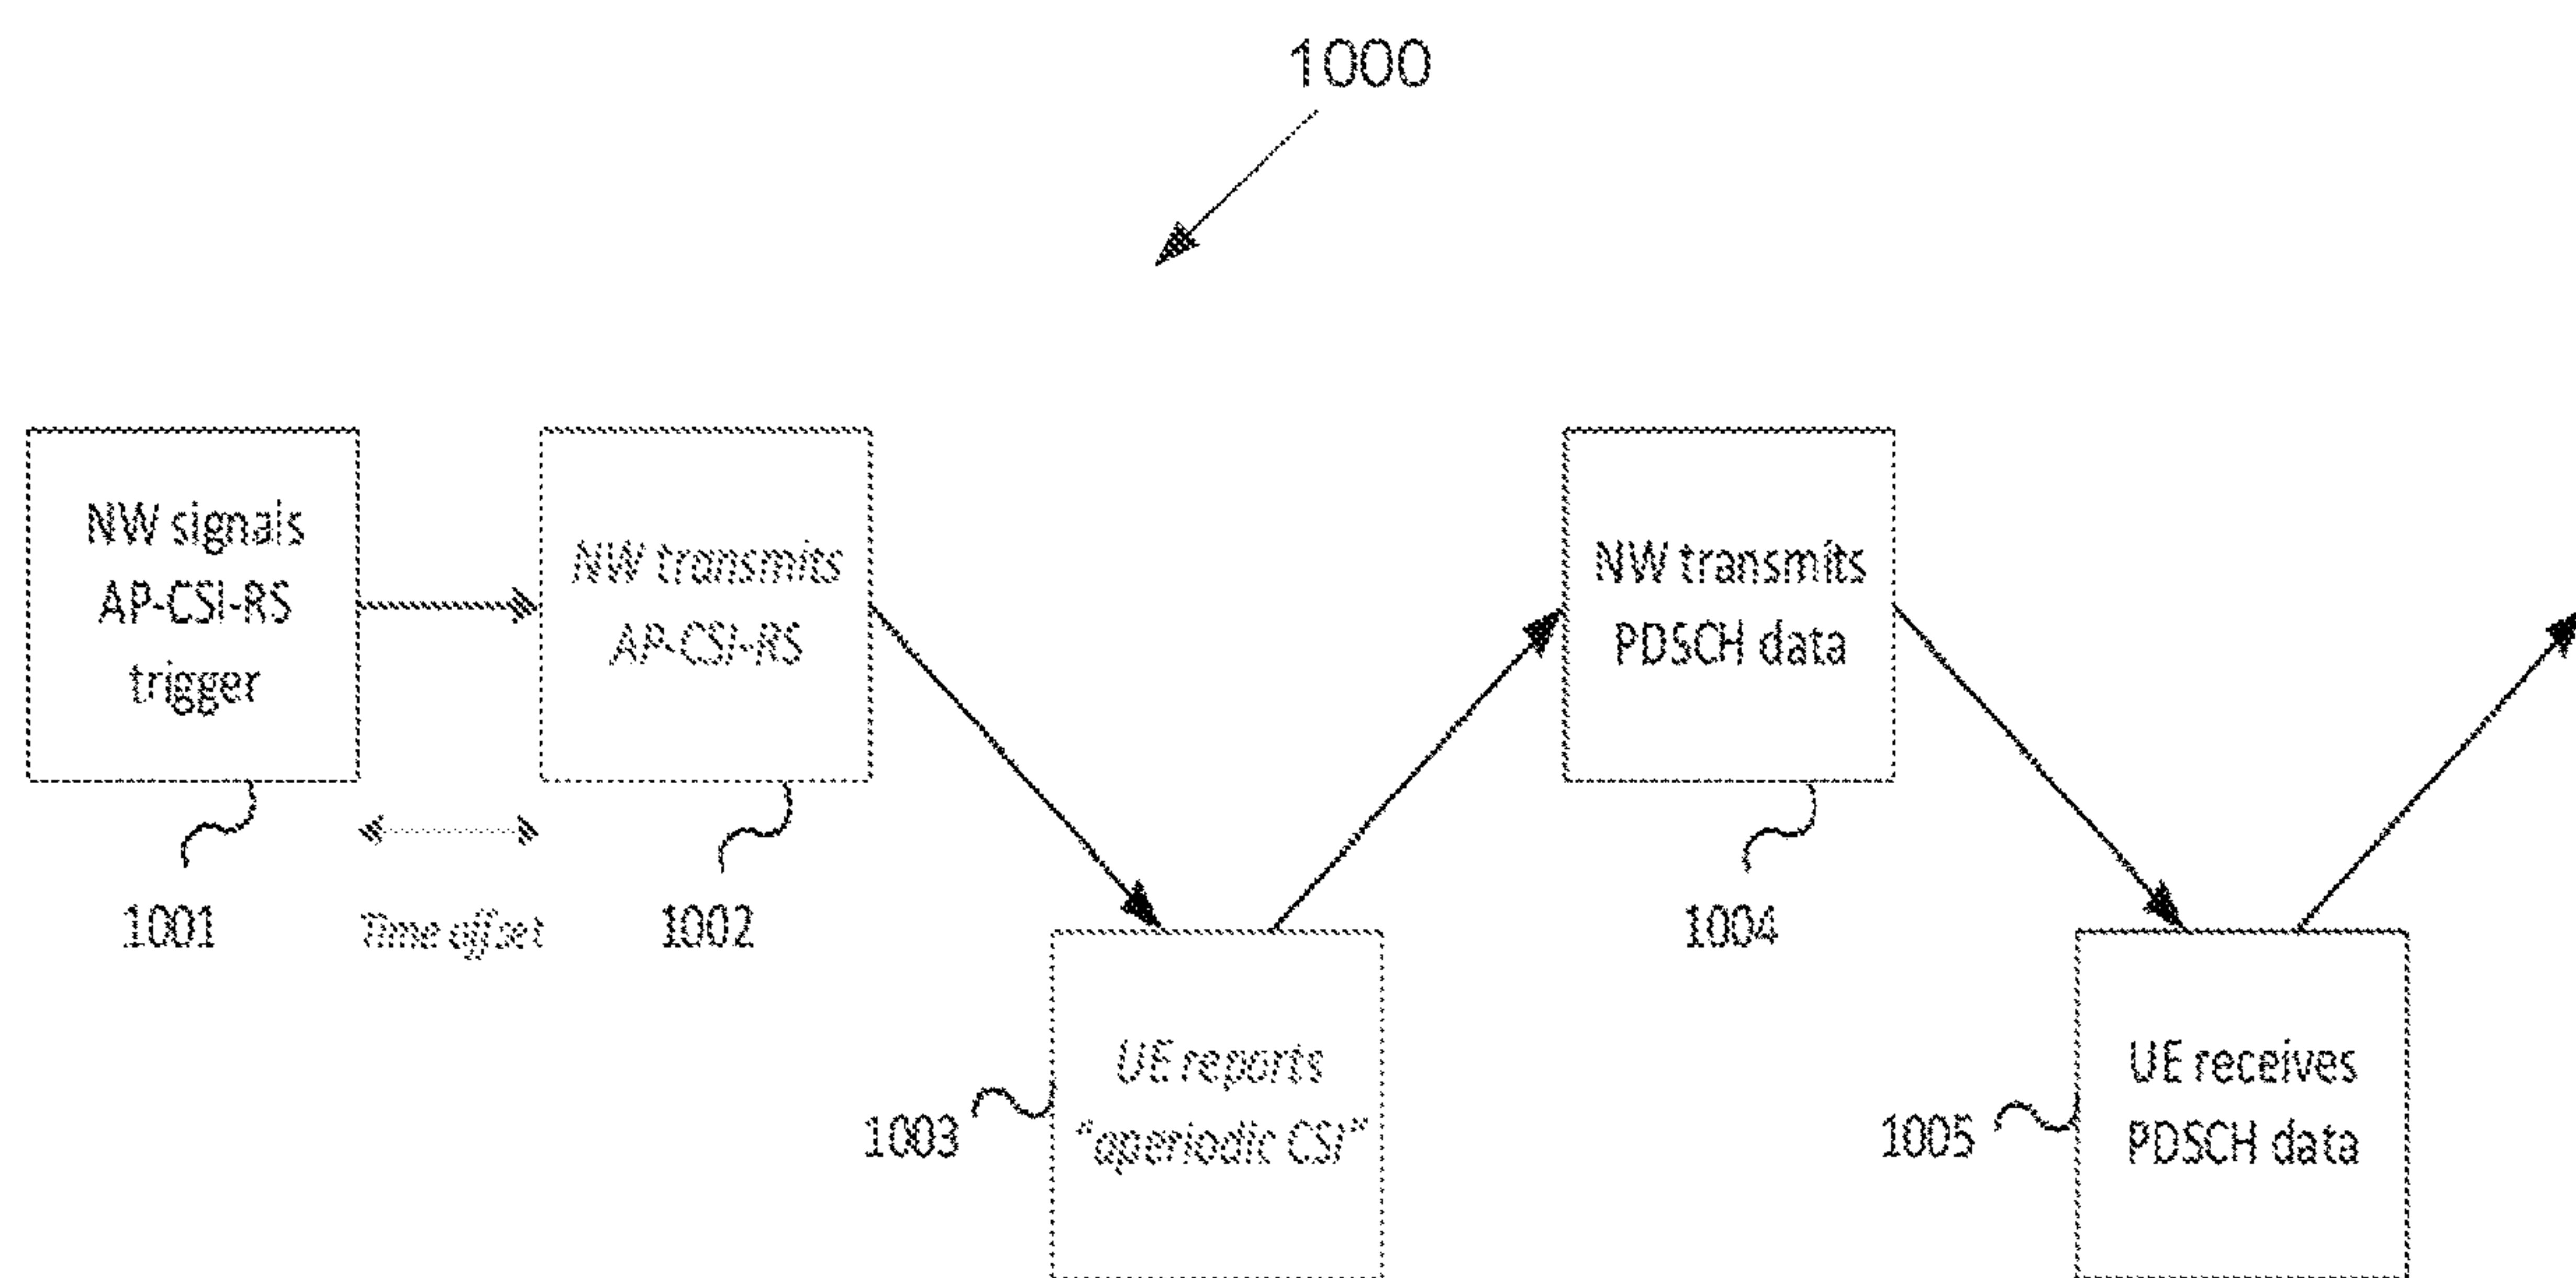 1000
NW signals
AP-CSI-RS
trigger
NW transmits
AP-CSI-RS
NW transmits
PDSCH data
1001
Time offset
1002
1004
UE reports
"aperiodic CSI"
1003
UE receives
PDSCH data
1005